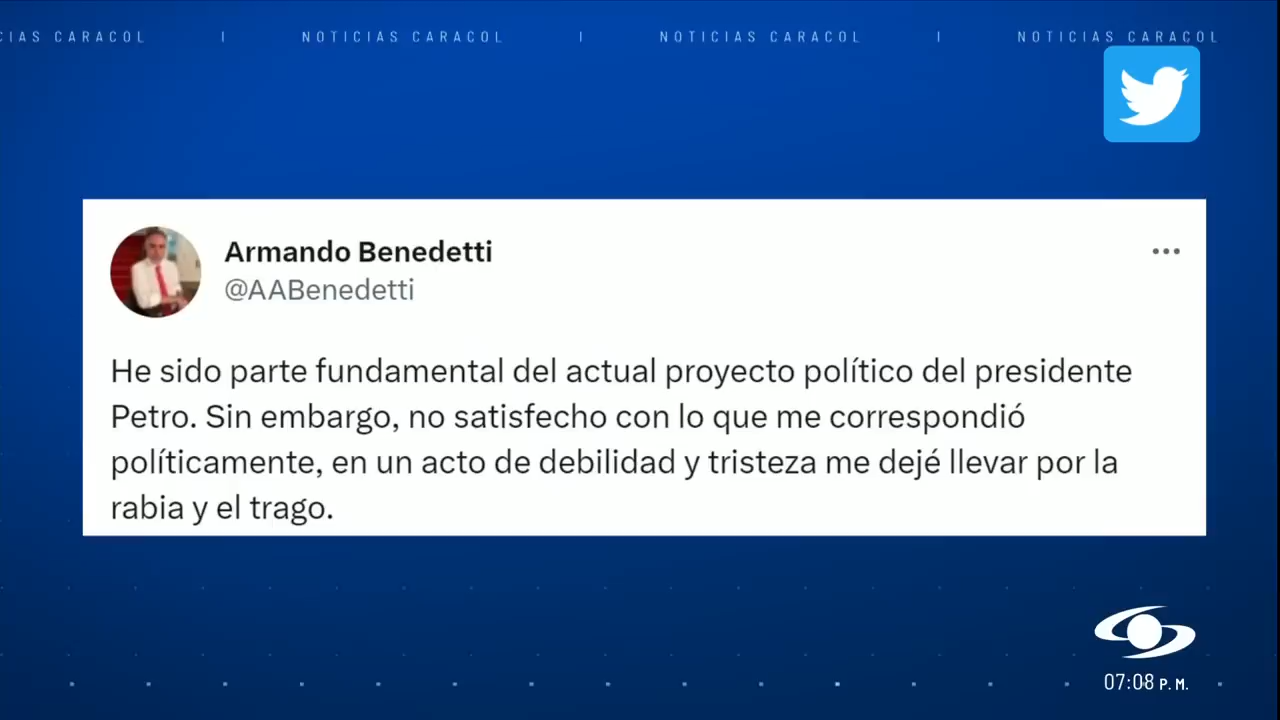 CIAS CARACOL | NOTICIAS CARACOL | NOTICIAS CARACOL | NOTICIAS CARACOL
Armando Benedetti
@AABenedetti
He sido parte fundamental del actual proyecto político del presidente
Petro. Sin embargo, no satisfecho con lo que me correspondió
políticamente, en un acto de debilidad y tristeza me dejé llevar por la
rabia y el trago.
07:08 P.M.